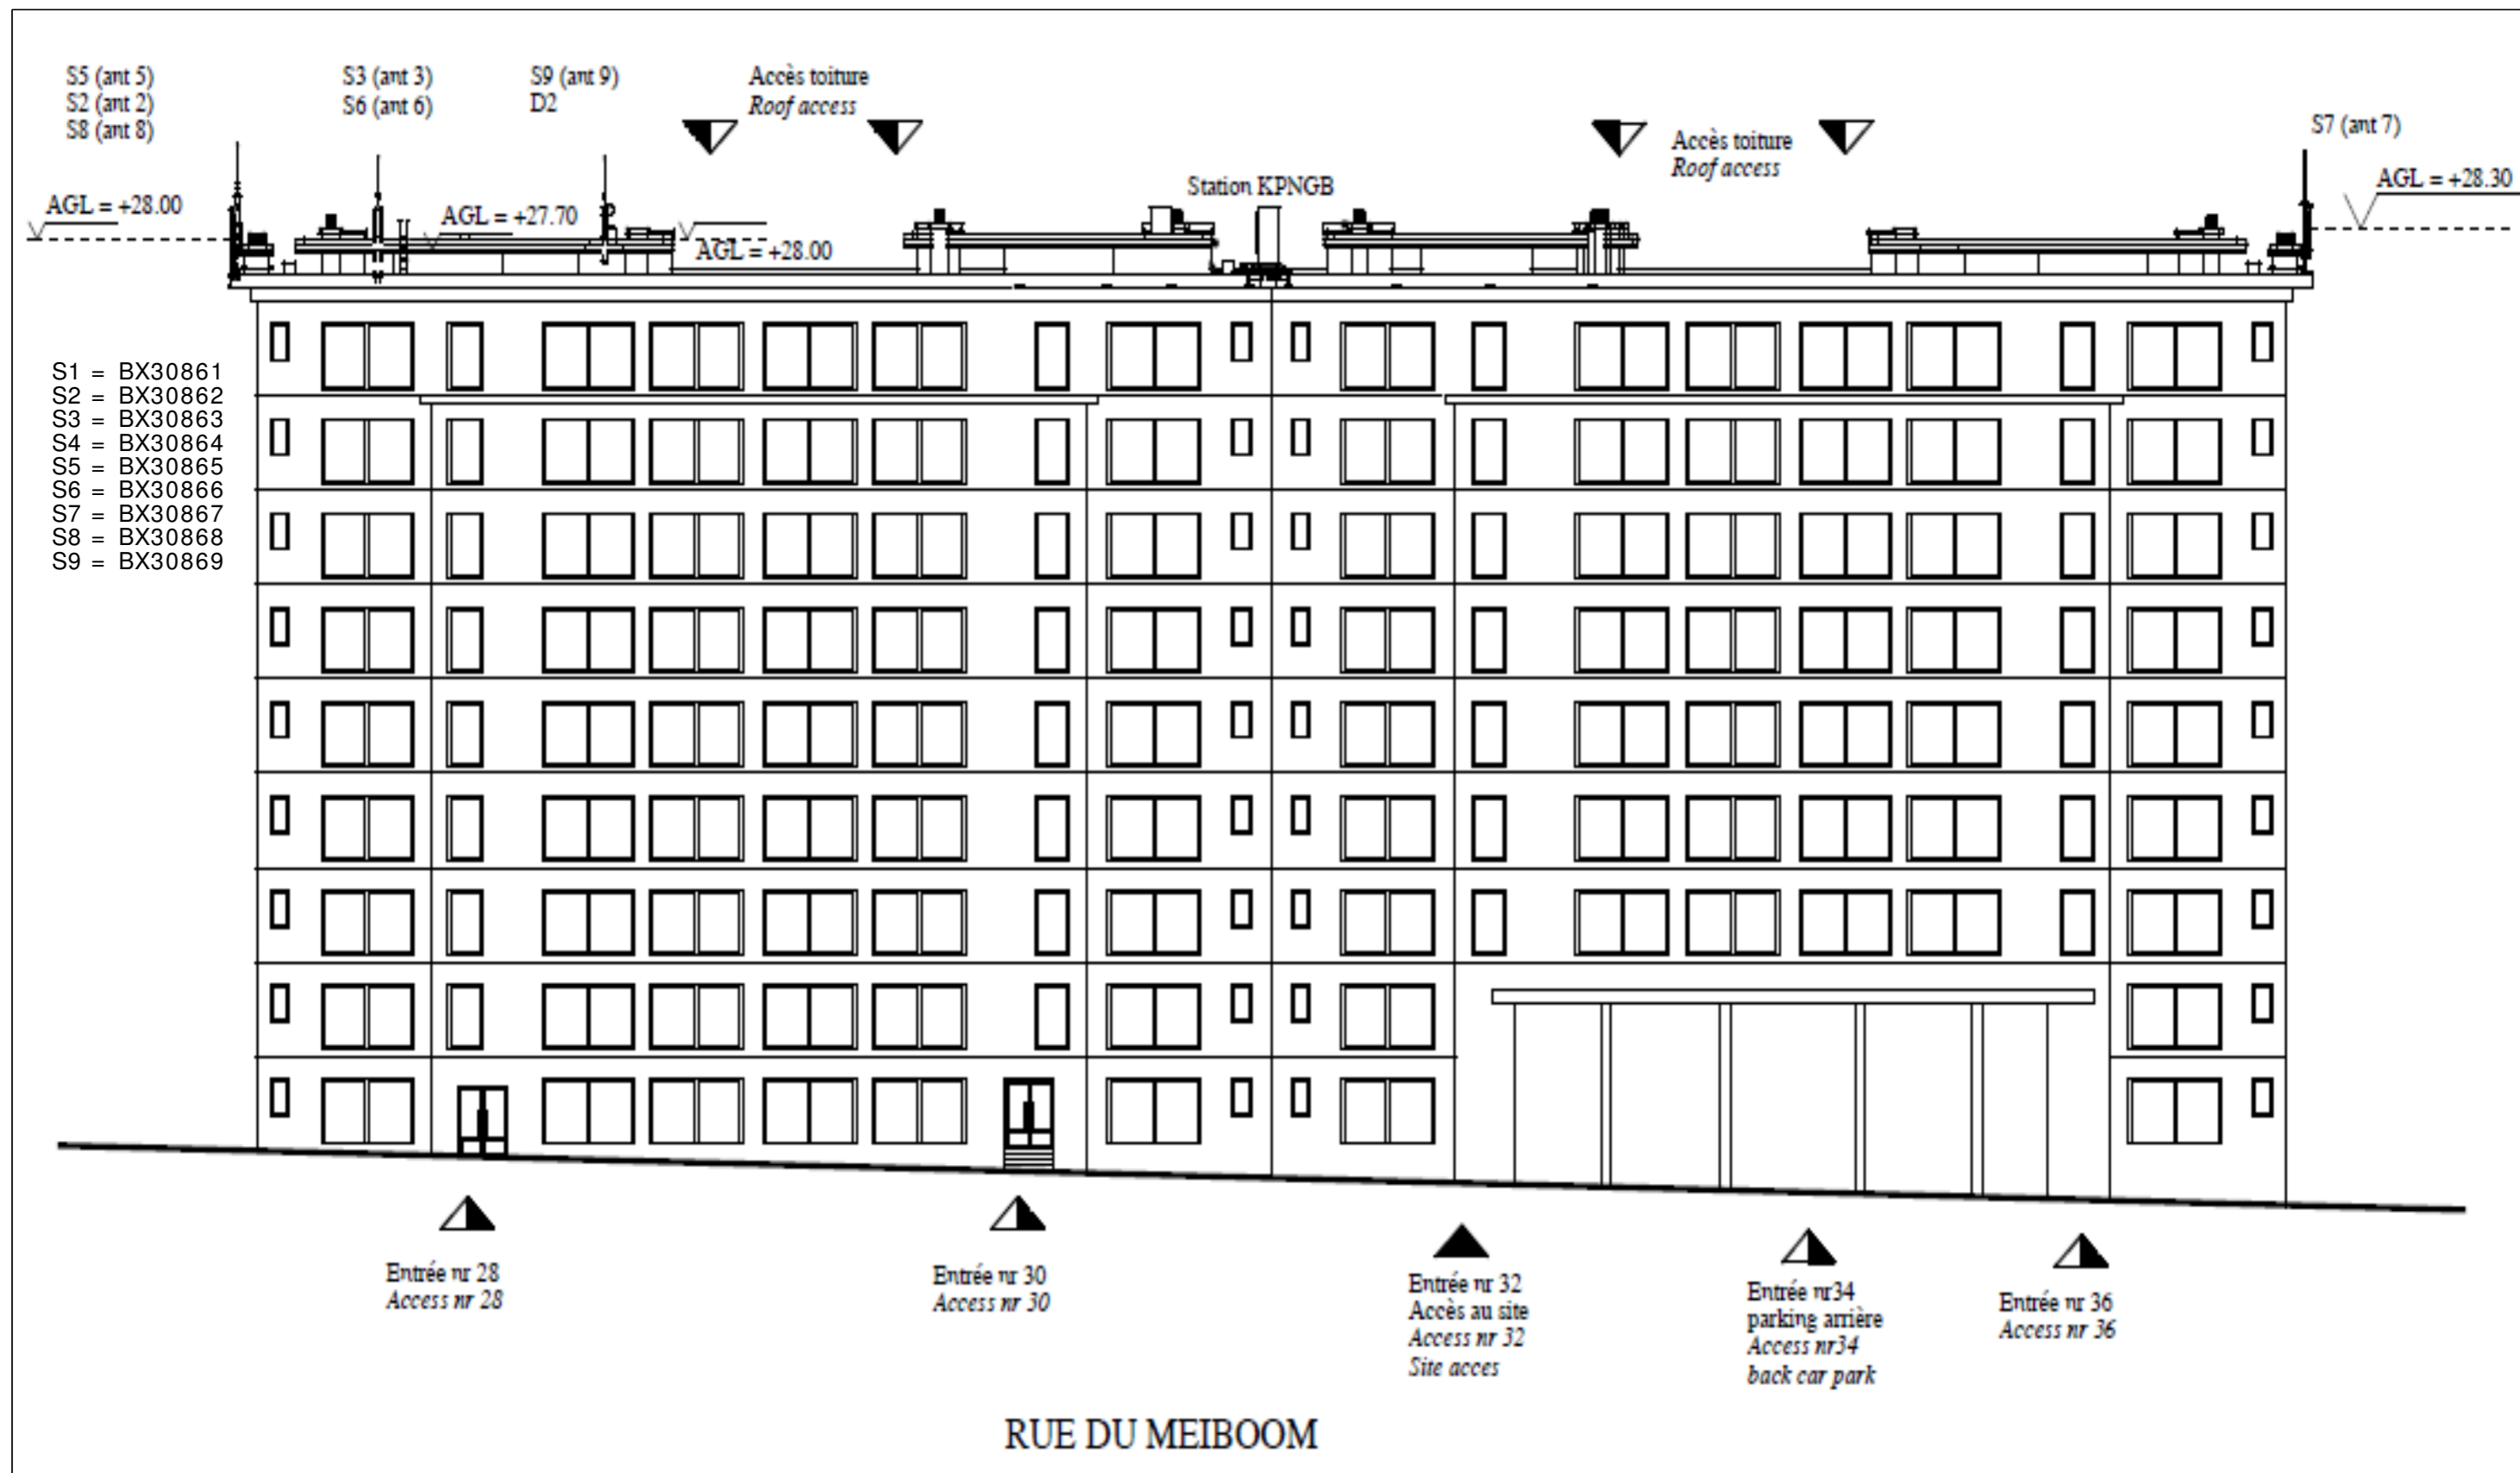 S5 (ant 5)
S2 (ant 2)
S8 (ant 8)
S3 (ant 3)
S6 (ant 6)
S9 (ant 9)
D2
Accès toiture
Roof access
Accès toiture
Roof access
S7 (ant 7)
Station KPNGB
AGL = +28.00
AGL = +27.70
AGL = +28.00
AGL = +28.30
S1 = BX30861
S2 = BX30862
S3 = BX30863
S4 = BX30864
S5 = BX30865
S6 = BX30866
S7 = BX30867
S8 = BX30868
S9 = BX30869
Entrée nr 28
Access nr 28
Entrée nr 30
Access nr 30
Entrée nr 32
Accès au site
Access nr 32
Site acces
Entrée nr34
parking arrière
Access nr34
back car park
Entrée nr 36
Access nr 36
RUE DU MEIBOOM